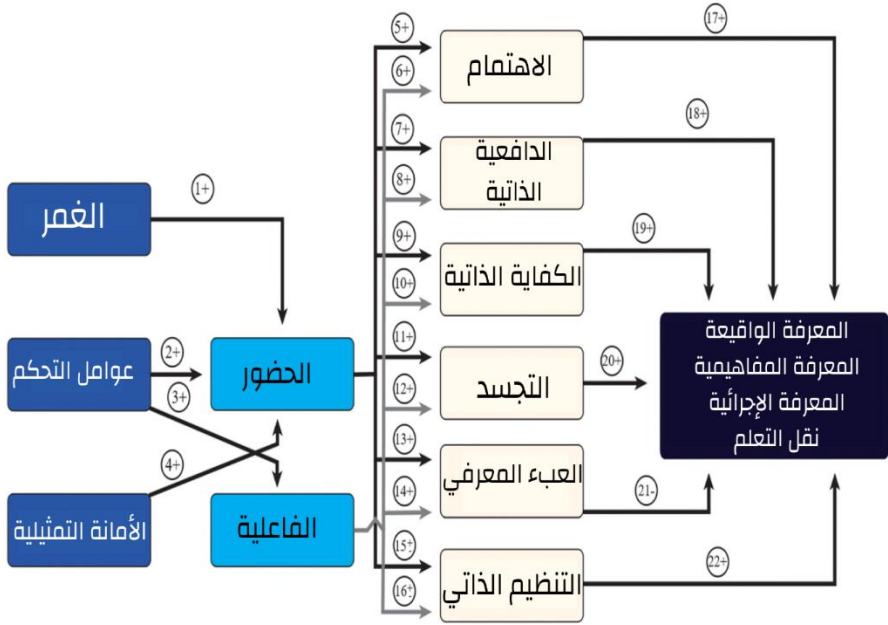 الغمر
عوامل التحكم
الأمانة التمثيلية
1+
2+
3+
4+
الحضور
الفاعلية
5+
6+
7+
8+
9+
10+
11+
12+
13+
14+
15±
16±
الاهتمام
الدافعية
الذاتية
الكفاية الذاتية
التجسد
العبء المعرفي
التنظيم الذاتي
17+
18+
19+
20+
21-
22+
المعرفة الواقيعة
المعرفة المفاهيمية
المعرفة الإجرائية
نقل التعلم